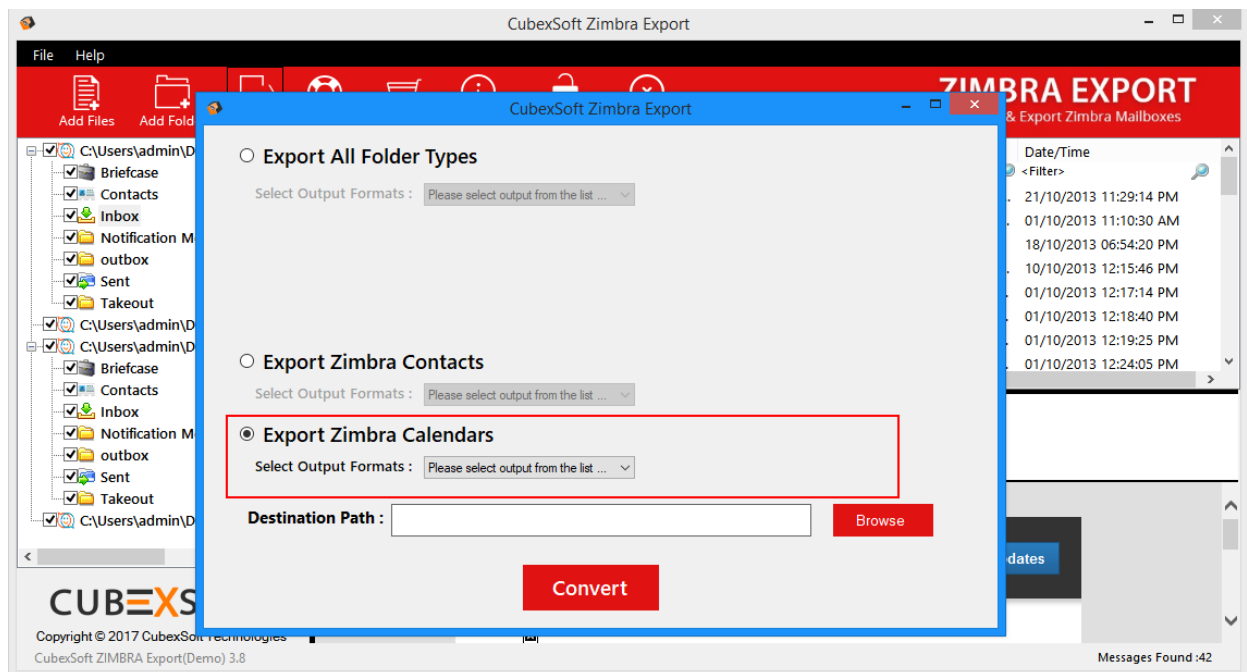 CubexSoft Zimbra Export
File Help
ZIMBRA EXPORT
& Export Zimbra Mailboxes
Add Files Add Fold
CubexSoft Zimbra Export
C:\Users\admin\D
Briefcase
Contacts
Inbox
Notification M
outbox
Sent
Takeout
C:\Users\admin\D
C:\Users\admin\D
Briefcase
Contacts
Inbox
Notification M
outbox
Sent
Takeout
C:\Users\admin\D
Export All Folder Types
Select Output Formats : Please select output from the list ...
Export Zimbra Contacts
Select Output Formats : Please select output from the list ...
Export Zimbra Calendars
Select Output Formats : Please select output from the list ...
Destination Path : Browse
Convert
Date/Time
<Filter>
21/10/2013 11:29:14 PM
01/10/2013 11:10:30 AM
18/10/2013 06:54:20 PM
10/10/2013 12:15:46 PM
01/10/2013 12:17:14 PM
01/10/2013 12:18:40 PM
01/10/2013 12:19:25 PM
01/10/2013 12:24:05 PM
dates
CUBEXS
Copyright © 2017 CubexSoft Technologies
CubexSoft ZIMBRA Export(Demo) 3.8
Messages Found :42